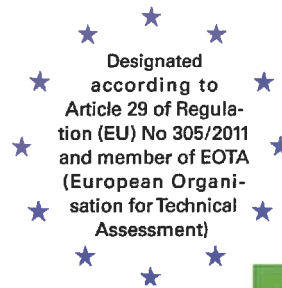 Designated
according to
Article 29 of Regula-
tion (EU) No 305/2011
and member of EOTA
(European Organi-
sation for Technical
Assessment)